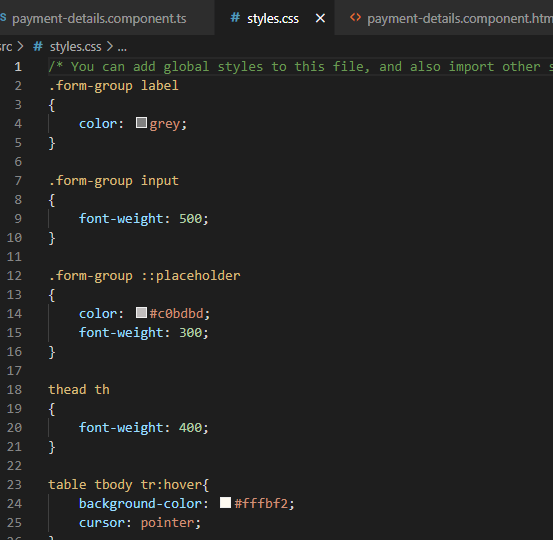 payment-details.component.ts
# styles.css
<> payment-details.component.htm
src > # styles.css > ...
1 /* You can add global styles to this file, and also import other s
2 .form-group label
3 {
4 color: grey;
5 }
6
7 .form-group input
8 {
9 font-weight: 500;
10 }
11
12 .form-group ::placeholder
13 {
14 color: #c0bdbd;
15 font-weight: 300;
16 }
17
18 thead th
19 {
20 font-weight: 400;
21 }
22
23 table tbody tr:hover{
24 background-color: #fffbf2;
25 cursor: pointer;
26 }